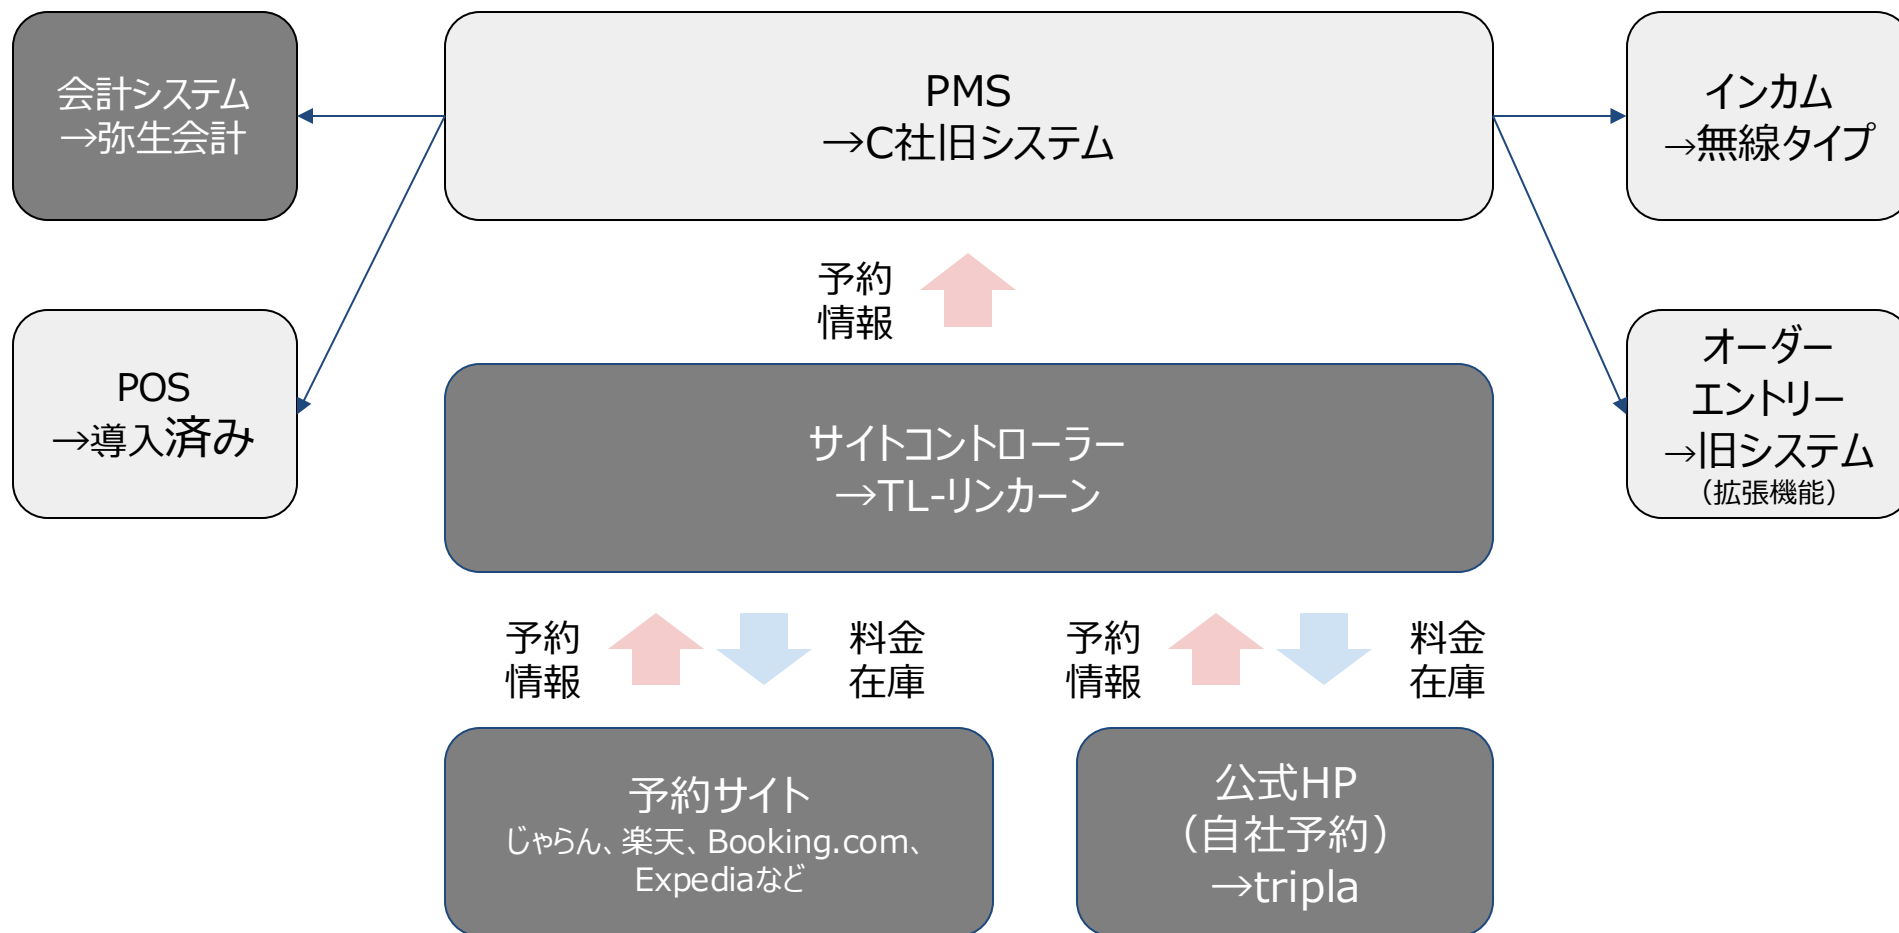 会計システム
→弥生会計
PMS
→C社旧システム
インカム
→無線タイプ
予約
情報
POS
→導入済み
オーダー
エントリー
→旧システム
（拡張機能）
サイトコントローラー
→TL-リンカーン
予約
情報
料金
在庫
予約
情報
料金
在庫
予約サイト
じゃらん、楽天、Booking.com、
Expediaなど
公式HP
（自社予約）
→tripla